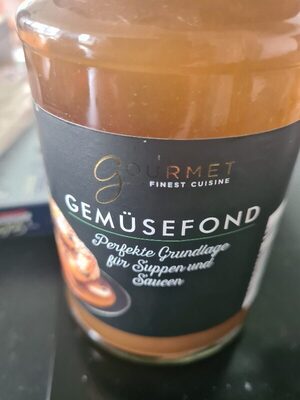 GOURMET
FINEST CUISINE
GEMÜSEFOND
Perfekte Grundlage
für Suppen und
Saucen